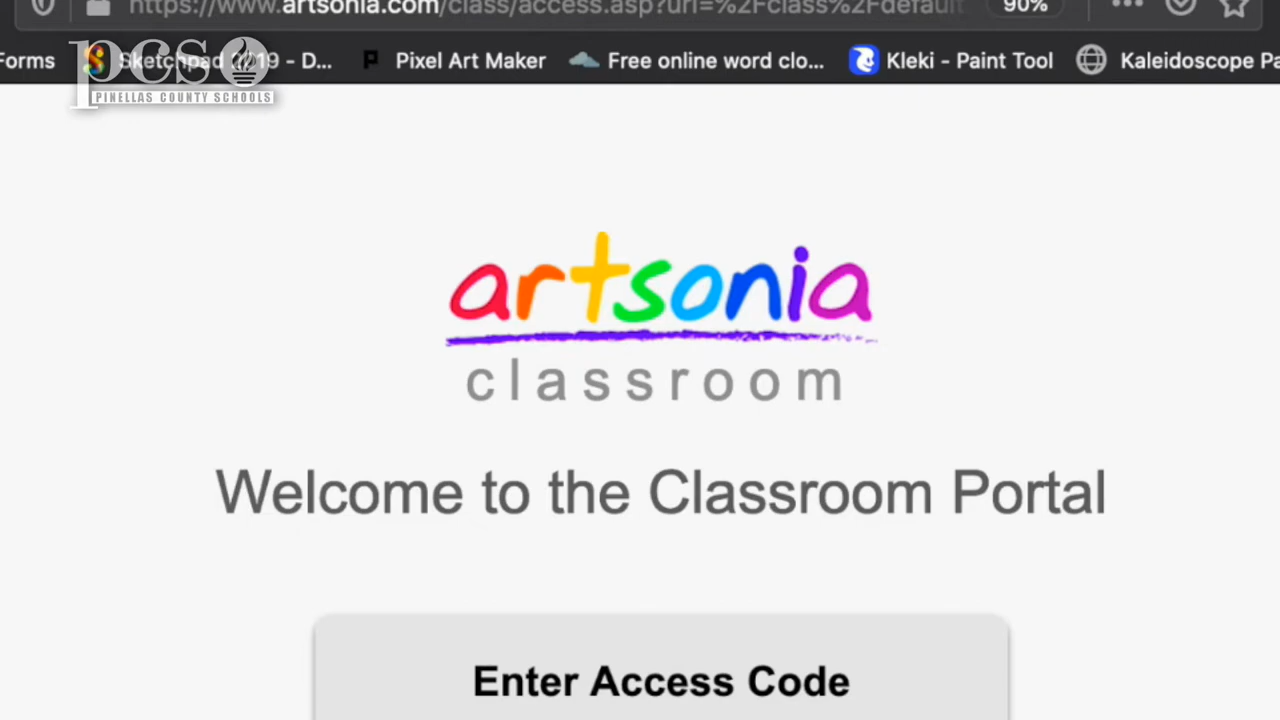 https://www.artsonia.com/class/access.asp?url=%2Fclass%2Fdefault
90%
Forms
Sketchpad 2019 - D...
Pixel Art Maker
Free online word clo...
Kleki - Paint Tool
Kaleidoscope Pa
pcs
PINELLAS COUNTY SCHOOLS
artsonia
classroom
Welcome to the Classroom Portal
Enter Access Code